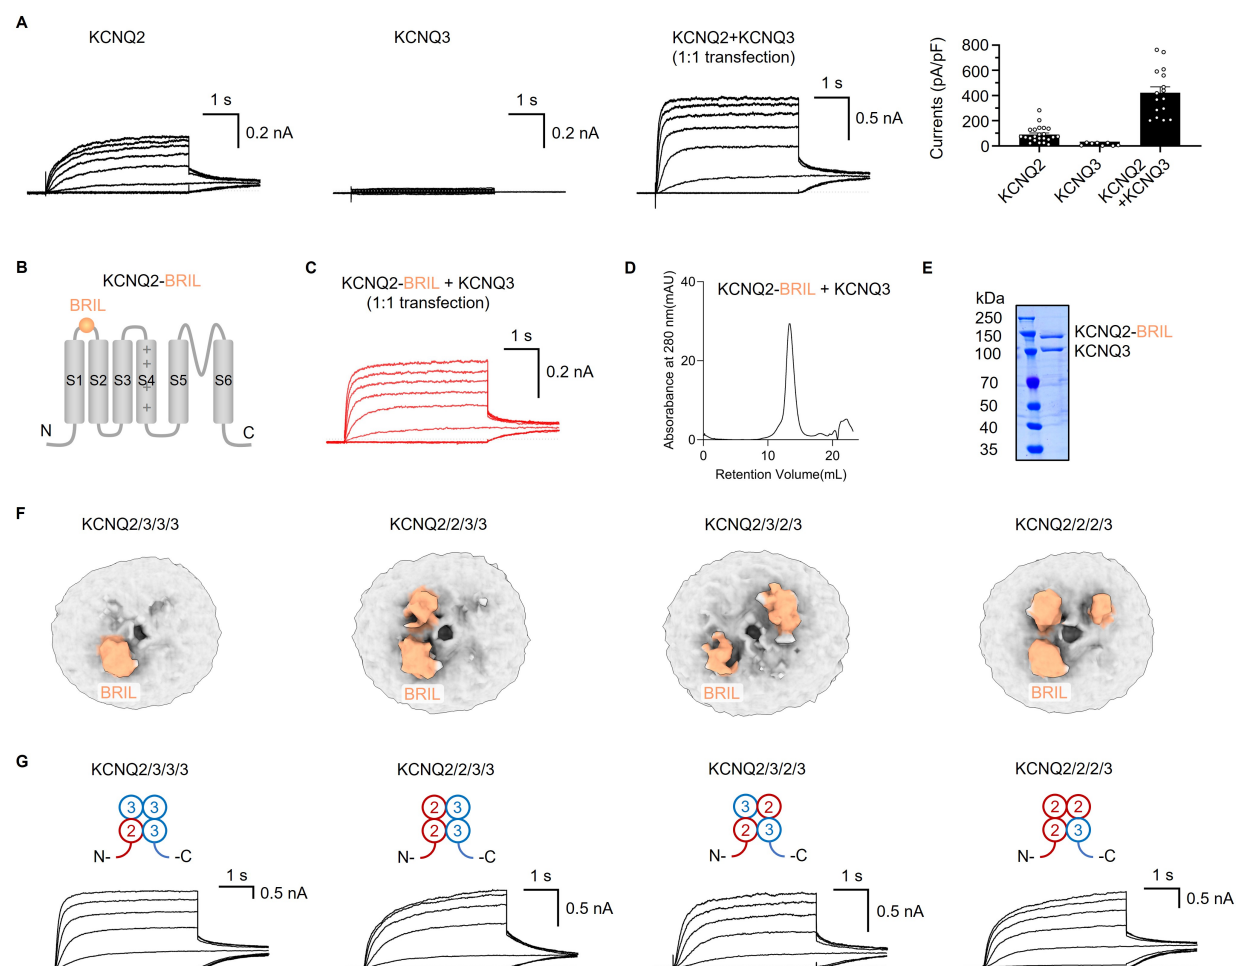 A
KCNQ2
KCNQ3
KCNQ2+KCNQ3
(1:1 transfection)
1 s
0.2 nA
1 s
0.2 nA
1 s
0.5 nA
Currents (pA/pF)
800
600
400
200
0
KCNQ2
KCNQ3
KCNQ2
+KCNQ3
B
KCNQ2-BRIL
BRIL
S1
S2
S3
S4
S5
S6
+
+
+
+
N
C
C
KCNQ2-BRIL + KCNQ3
(1:1 transfection)
1 s
0.2 nA
D
KCNQ2-BRIL + KCNQ3
Absorabance at 280 nm(mAU)
40
20
0
0
10
20
Retention Volume(mL)
E
kDa
250
150
100
70
50
40
35
KCNQ2-BRIL
KCNQ3
F
KCNQ2/3/3/3
KCNQ2/2/3/3
KCNQ2/3/2/3
KCNQ2/2/2/3
BRIL
BRIL
BRIL
BRIL
G
KCNQ2/3/3/3
KCNQ2/2/3/3
KCNQ2/3/2/3
KCNQ2/2/2/3
3 3
2 3
N- -C
2 3
2 3
N- -C
3 2
2 3
N- -C
2 2
2 3
N- -C
1 s
0.5 nA
1 s
0.5 nA
1 s
0.5 nA
1 s
0.5 nA